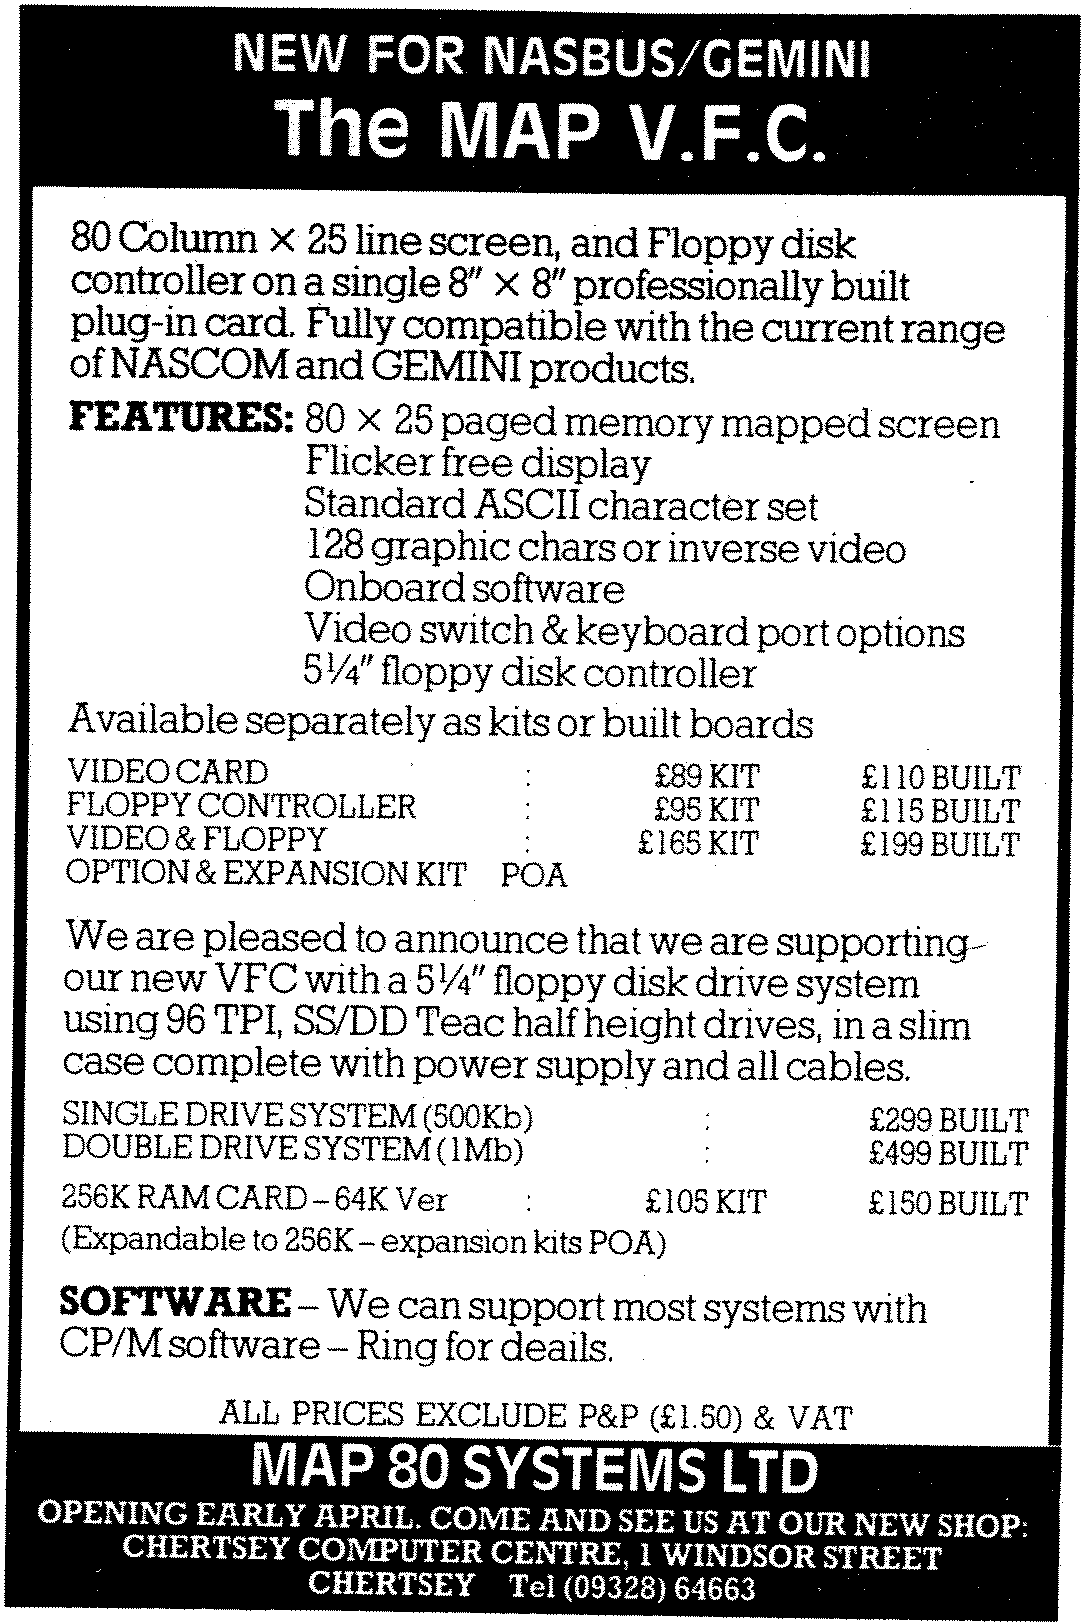 NEW FOR NASBUS/GEMINI
The MAP V.F.C.
80 Column × 25 line screen, and Floppy disk
controller on a single 8″ × 8″ professionally built
plug-in card. Fully compatible with the current range
of NASCOM and GEMINI products.
FEATURES: 80 × 25 paged memory mapped screen
Flicker free display
Standard ASCII character set
128 graphic chars or inverse video
Onboard software
Video switch & keyboard port options
5¼″ floppy disk controller
Available separately as kits or built boards
VIDEO CARD : £89 KIT £110 BUILT
FLOPPY CONTROLLER : £95 KIT £115 BUILT
VIDEO & FLOPPY : £165 KIT £199 BUILT
OPTION & EXPANSION KIT POA
We are pleased to announce that we are supporting
our new VFC with a 5¼″ floppy disk drive system
using 96 TPI, SS/DD Teac half height drives, in a slim
case complete with power supply and all cables.
SINGLE DRIVE SYSTEM (500Kb) : £299 BUILT
DOUBLE DRIVE SYSTEM (1Mb) : £499 BUILT
256K RAM CARD – 64K Ver : £105 KIT £150 BUILT
(Expandable to 256K – expansion kits POA)
SOFTWARE – We can support most systems with
CP/M software – Ring for deails.
ALL PRICES EXCLUDE P&P (£1.50) & VAT
MAP 80 SYSTEMS LTD
OPENING EARLY APRIL. COME AND SEE US AT OUR NEW SHOP:
CHERTSEY COMPUTER CENTRE, 1 WINDSOR STREET
CHERTSEY Tel (09328) 64663